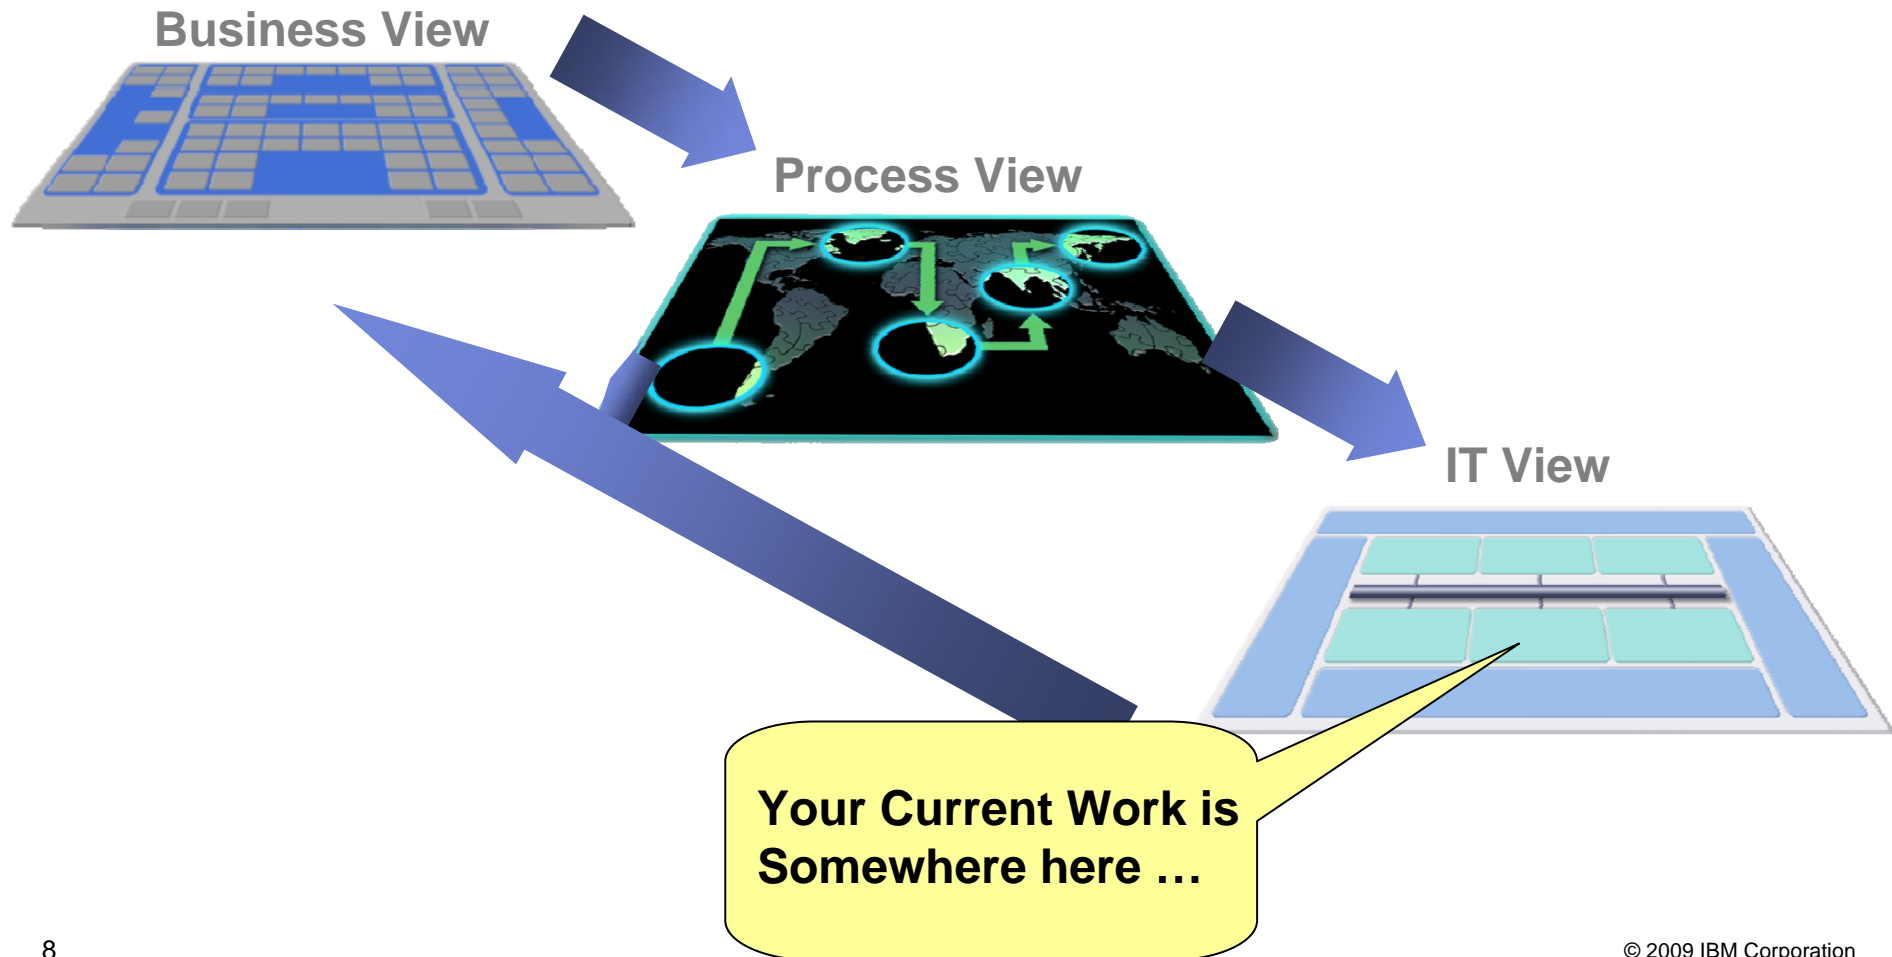 Business View
Process View
IT View
Your Current Work is
Somewhere here …
8
© 2009 IBM Corporation